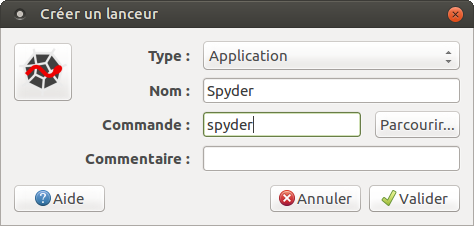 Créer un lanceur
Type : Application
Nom : Spyder
Commande : spyder Parcourir...
Commentaire :
Aide Annuler Valider